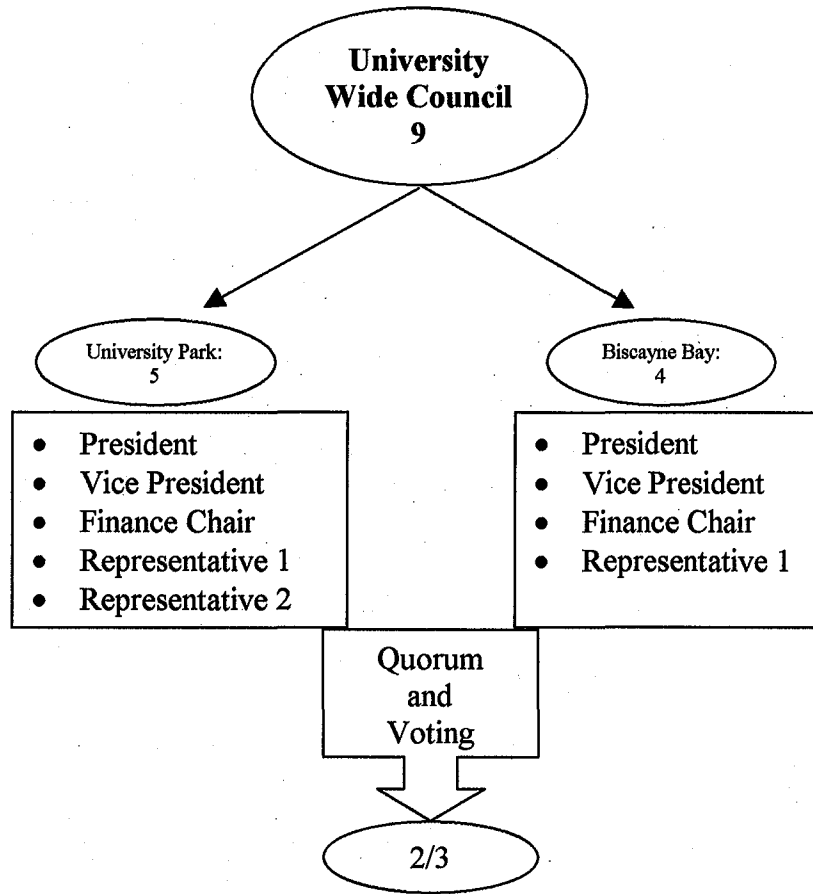 University
Wide Council
9
University Park:
5
Biscayne Bay:
4
• President
• Vice President
• Finance Chair
• Representative 1
• Representative 2
• President
• Vice President
• Finance Chair
• Representative 1
Quorum
and
Voting
2/3